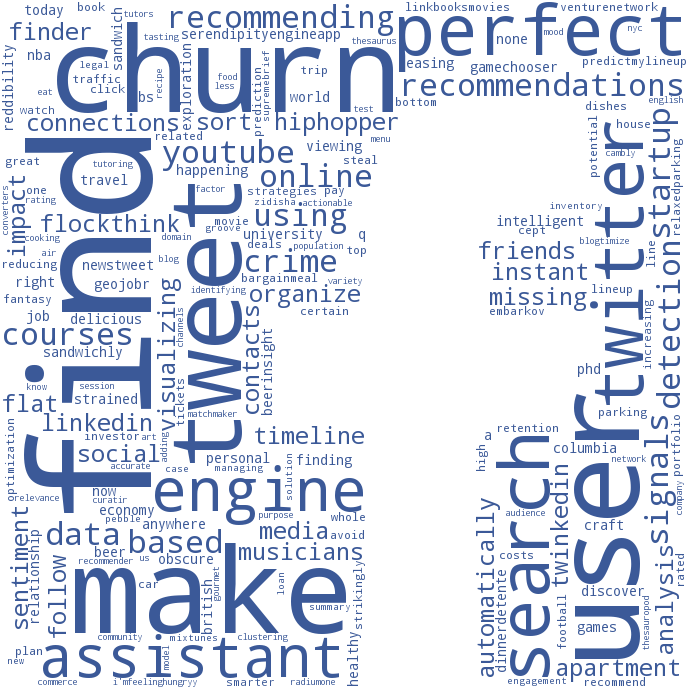 today
book
tutors
sandwich
recommending
linkbooksmovies
venturenetwork
finder
churn
tasting
serendipityengineapp
thesaurus
perfect
none
mood
nyc
nba
legal
traffic
click
bs
recipe
exploration
food
less
prediction
supremebrief
trip
world
easing
gamechooser
predictmylineup
reddibility
eat
watch
recommendations
bottom
dishes
english
connections
sort
hiphopper
test
related
menu
house
potential
startup
relaxedparking
youtube
viewing
steal
great
tutoring
travel
happening
online
cambly
find
one
rating
converters
impact
factor
strategies
pay
zidisha
actionable
inventory
flockthink
tweet
movie
groove
using
university
q
intelligent
cept
twitter
blogtimize
line
cooking
air
domain
deals
population
top
friends
reducing
newstweet
blog
crime
bargainmeal
variety
instant
right
geojobr
identifying
organize
missing
lineup
fantasy
job
delicious
visualizing
channels
certain
embarkov
increasing
detection
courses
sandwichly
contacts
beerinsight
phd
know
session
strained
tickets
matchmaker
flat
linkedin
parking
user
investor
art
social
adding
timeline
a
retention
columbia
signals
portfolio
optimization
accurate
case
personal
managing
finding
solution
high
search
network
relevance
now
curatir
engine
company
economy
pebble
purpose
whole
audience
twinkedin
craft
sentiment
relationship
data
anywhere
based
media
avoid
automatically
beer
obscure
musicians
costs
analysis
rated
follow
recommender
us
car
make
british
gourmet
loan
summary
strikingly
dinnerdetente
football
discover
thesauropod
games
plan
new
community
mixtunes
clustering
model
healthy
assistant
apartment
commerce
i'mfeelinghungryy
smarter
radiumone
engagement
recommend